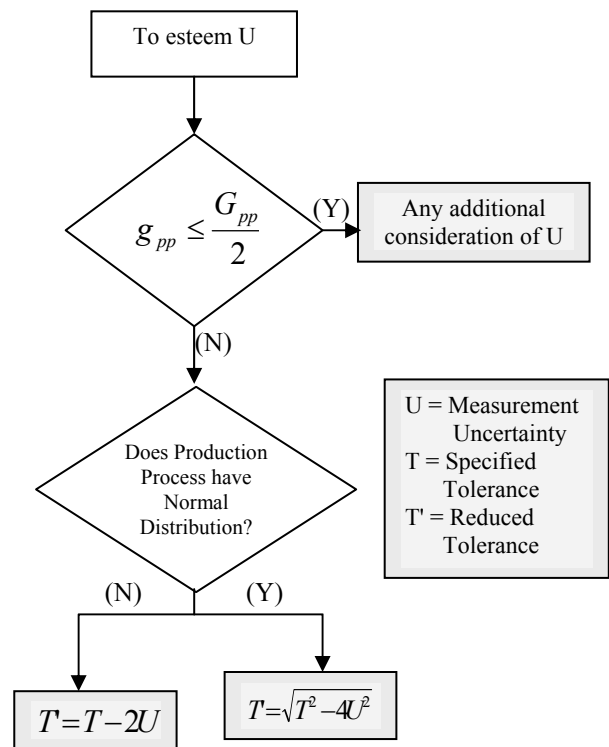 To esteem U
g_pp ≤ G_pp / 2
(Y)
Any additional
consideration of U
(N)
Does Production
Process have
Normal
Distribution?
U = Measurement
Uncertainty
T = Specified
Tolerance
T' = Reduced
Tolerance
(N)
(Y)
T'=T−2U
T'=√(T²−4U²)